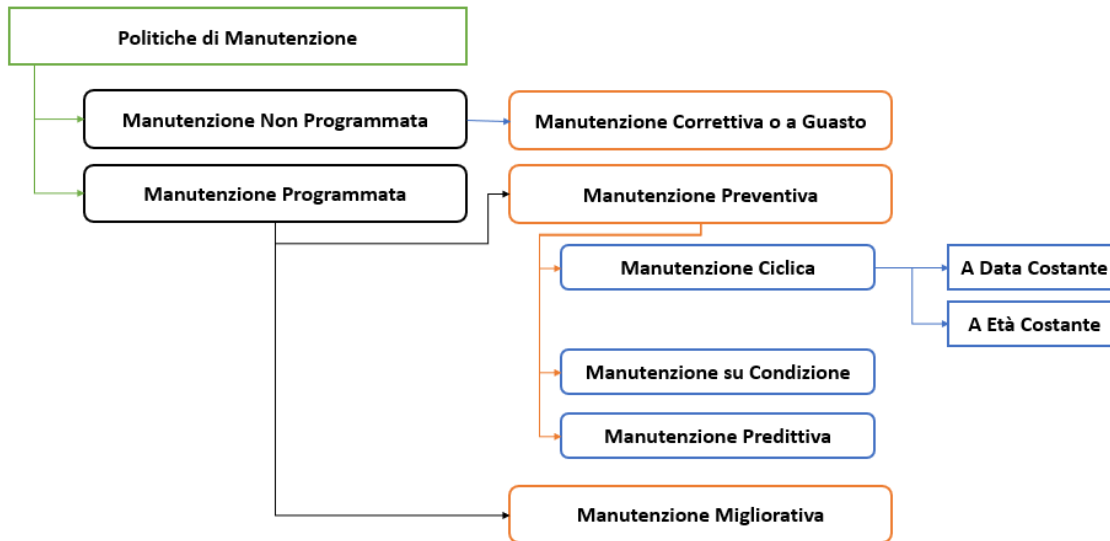 Politiche di Manutenzione
Manutenzione Non Programmata
Manutenzione Correttiva o a Guasto
Manutenzione Programmata
Manutenzione Preventiva
Manutenzione Ciclica
A Data Costante
A Età Costante
Manutenzione su Condizione
Manutenzione Predittiva
Manutenzione Migliorativa